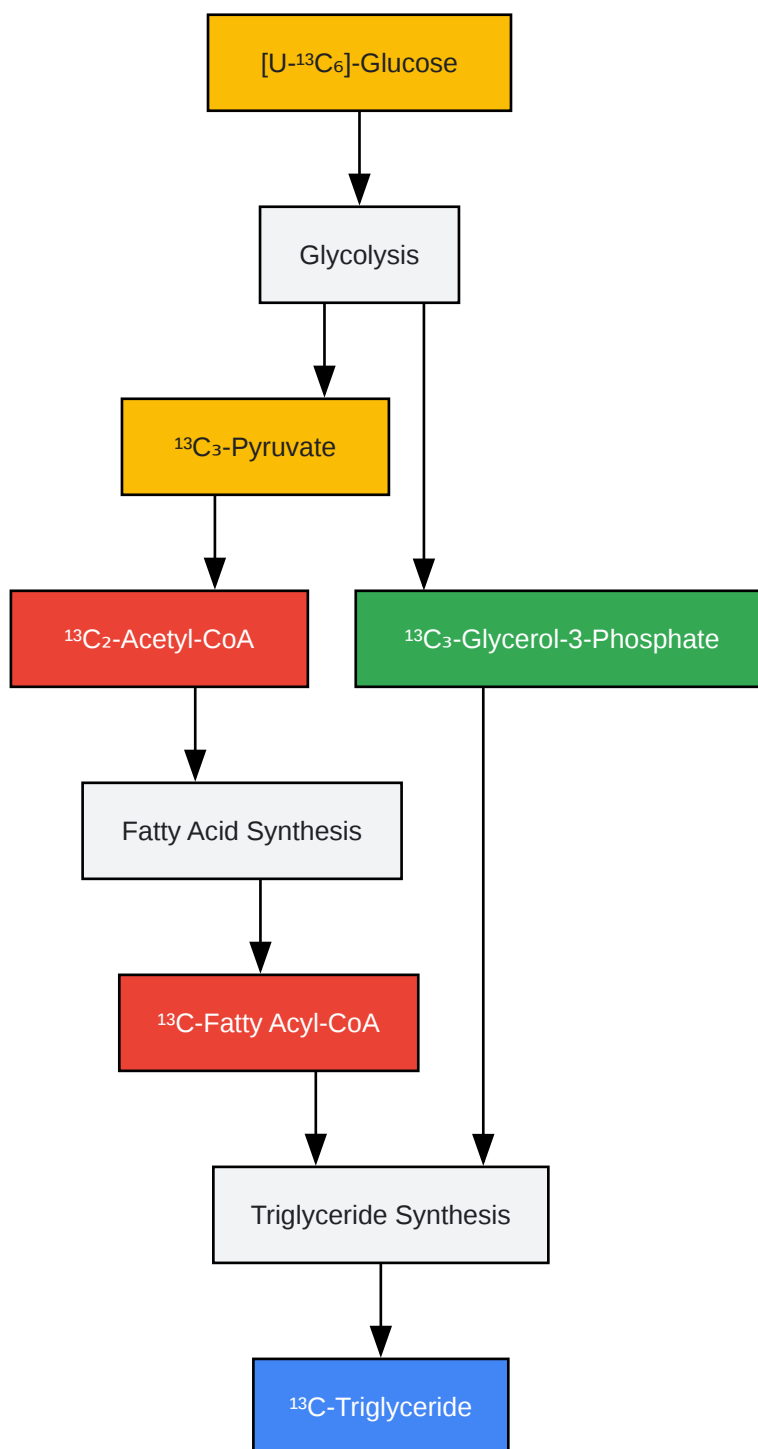 [U-¹³C₆]-Glucose
Glycolysis
¹³C₃-Pyruvate
¹³C₂-Acetyl-CoA
¹³C₃-Glycerol-3-Phosphate
Fatty Acid Synthesis
¹³C-Fatty Acyl-CoA
Triglyceride Synthesis
¹³C-Triglyceride